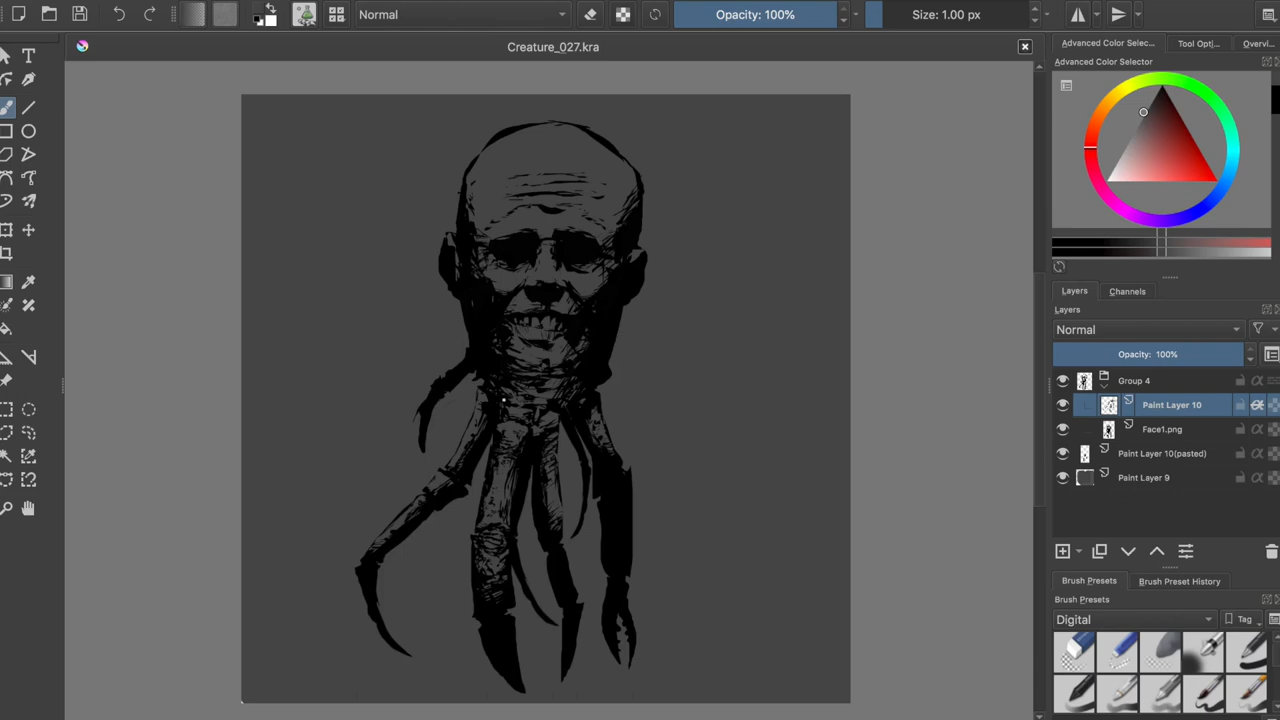 Normal
Opacity: 100%
Size: 1.00 px
Creature_027.kra
Advanced Color Selec...
Tool Opti...
Overvi...
Advanced Color Selector
Layers
Channels
Layers
Normal
Opacity: 100%
Group 4
Paint Layer 10
Face1.png
Paint Layer 10(pasted)
Paint Layer 9
Brush Presets
Brush Preset History
Brush Presets
Digital
Tag